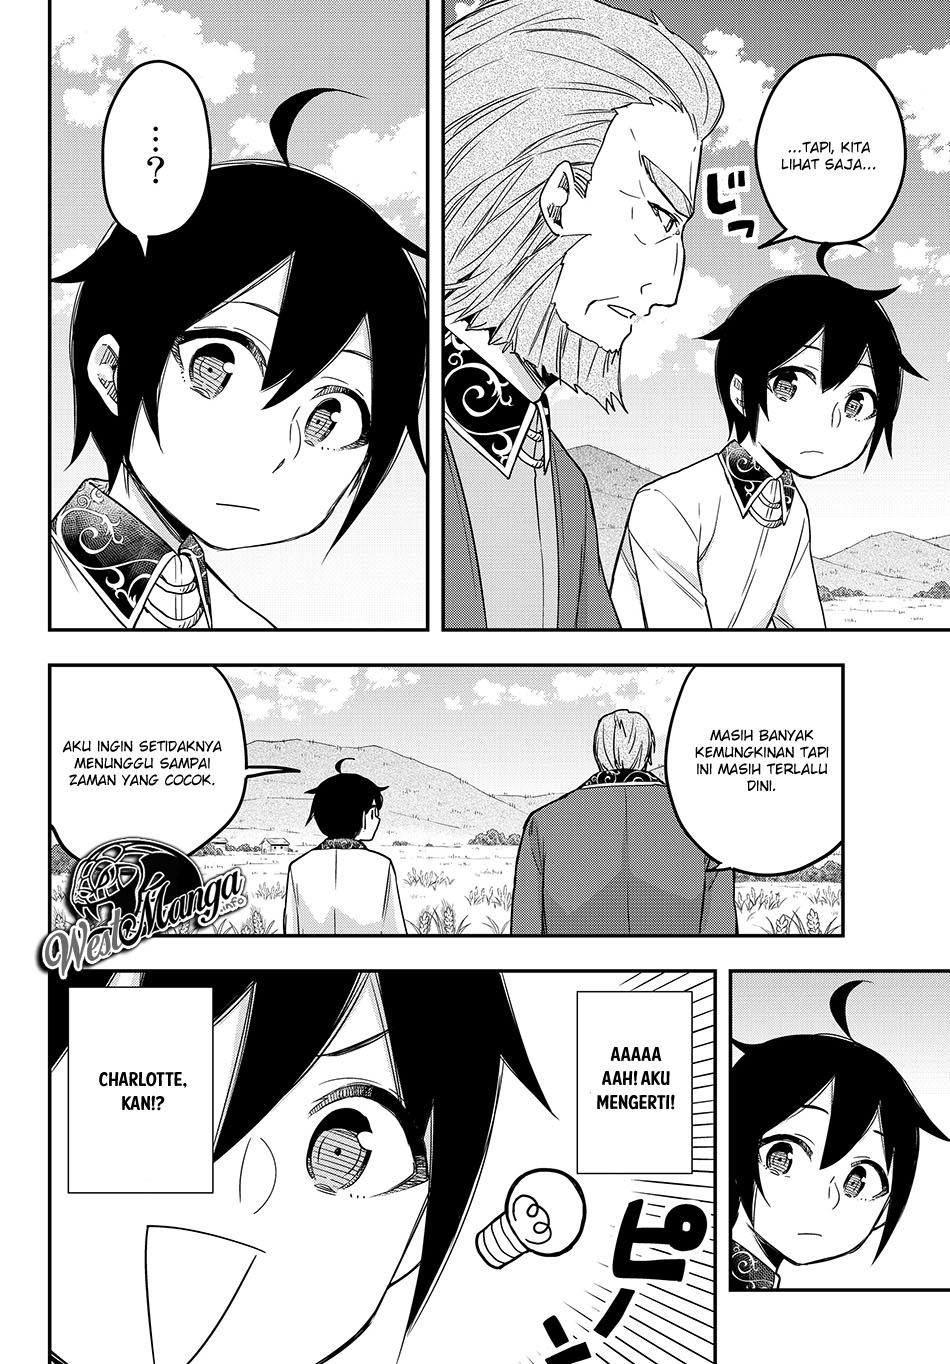 ...TAPI, KITA
LIHAT SAJA...
じっ
…?
MASIH BANYAK
KEMUNGKINAN TAPI
INI MASIH TERLALU
DINI.
AKU INGIN SETIDAKNYA
MENUNGGU SAMPAI
ZAMAN YANG COCOK.
WestManga
.info
AAAAA
AAH! AKU
MENGERTI!
CHARLOTTE,
KAN!?
ピ